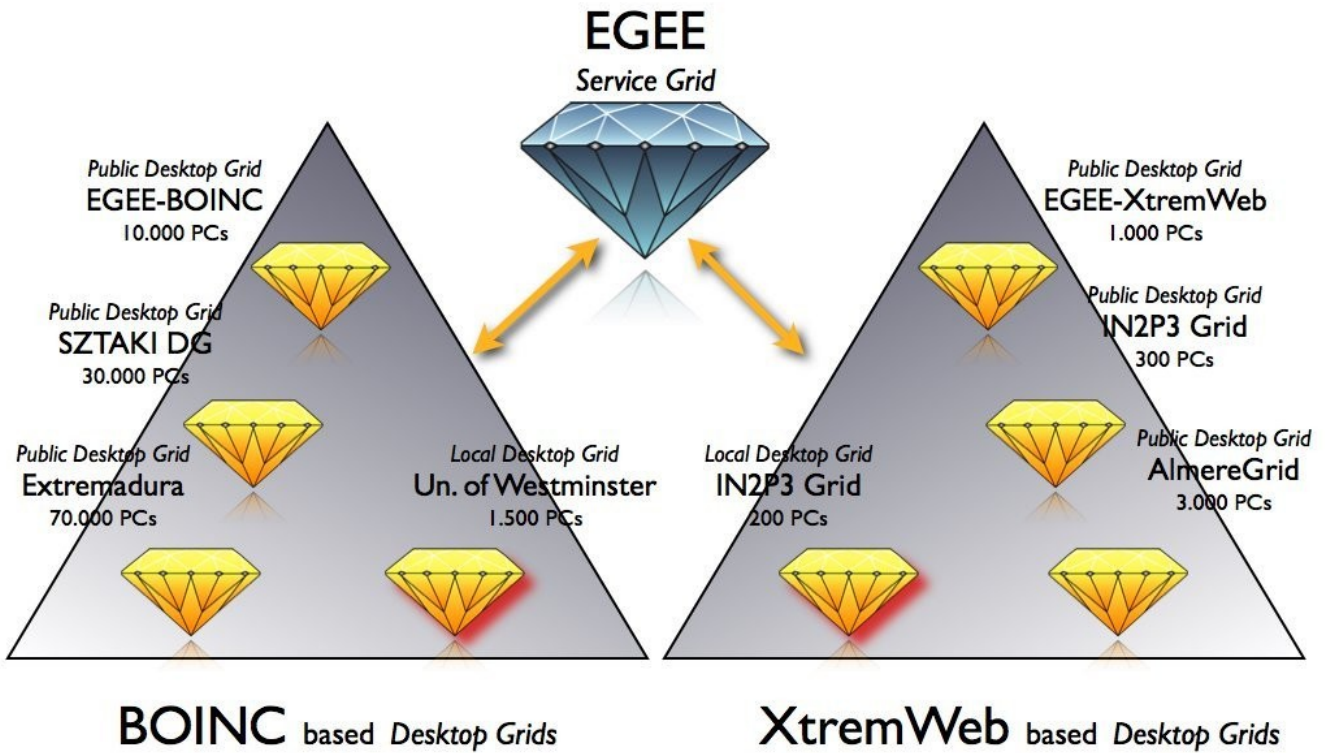 EGEE
Service Grid
Public Desktop Grid
EGEE-BOINC
10.000 PCs
Public Desktop Grid
SZTAKI DG
30.000 PCs
Public Desktop Grid
Extremadura
70.000 PCs
Local Desktop Grid
Un. of Westminster
1.500 PCs
Public Desktop Grid
EGEE-XtremWeb
1.000 PCs
Public Desktop Grid
IN2P3 Grid
300 PCs
Local Desktop Grid
IN2P3 Grid
200 PCs
Public Desktop Grid
AlmereGrid
3.000 PCs
BOINC based Desktop Grids
XtremWeb based Desktop Grids